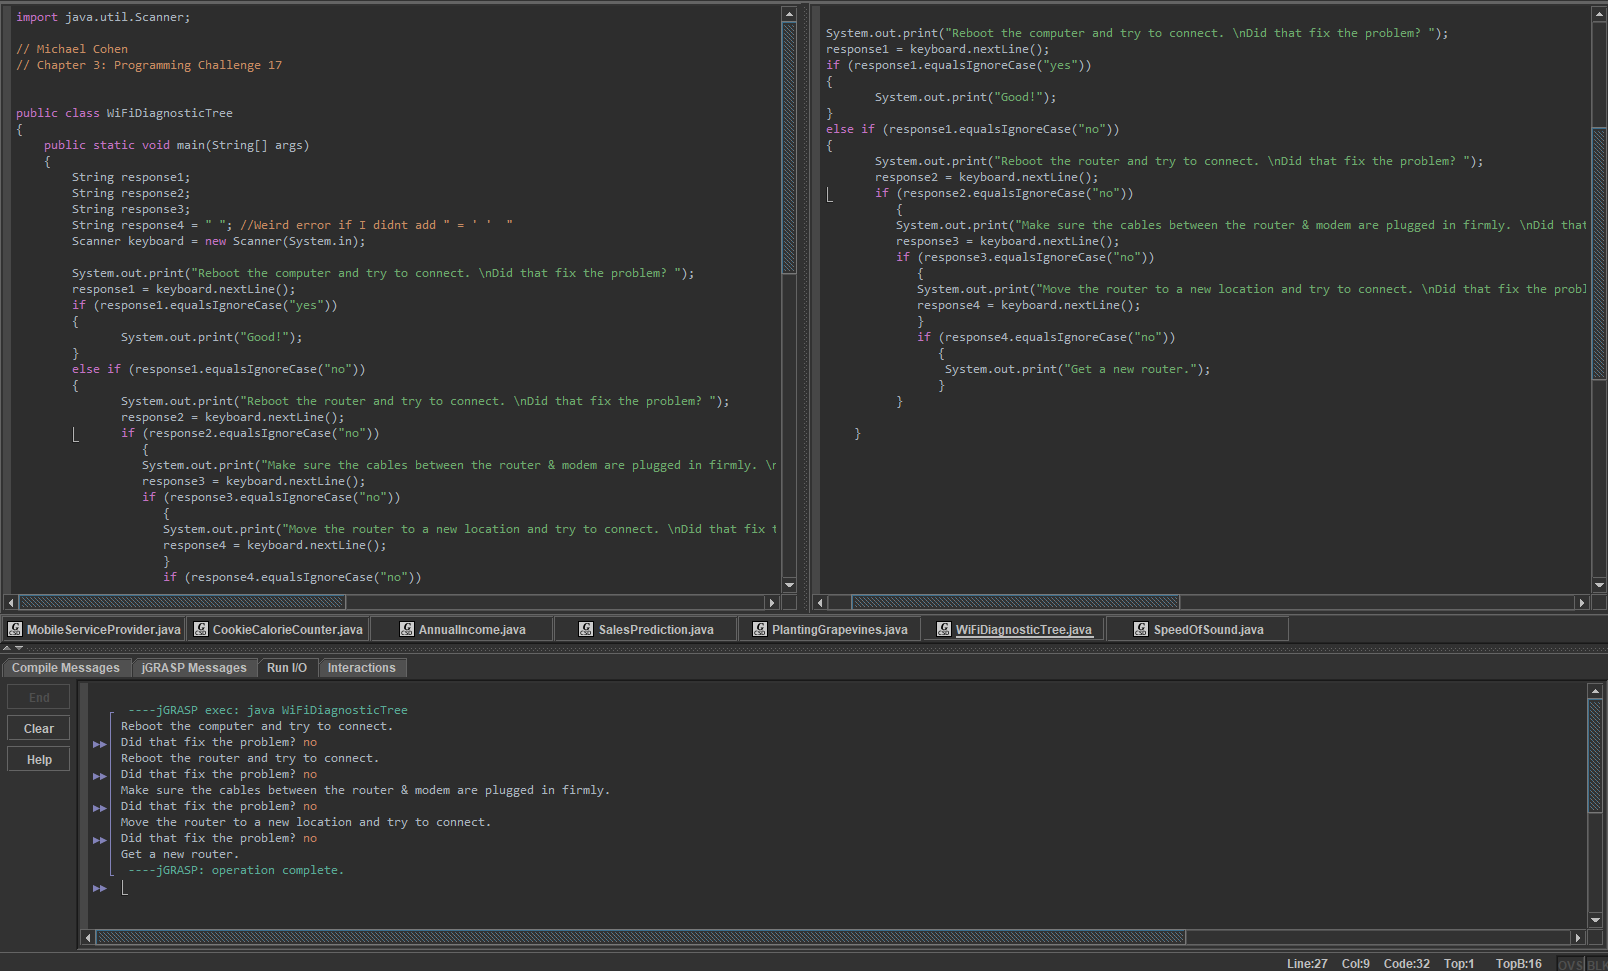 import java.util.Scanner;
// Michael Cohen
// Chapter 3: Programming Challenge 17
public class WiFiDiagnosticTree
{
public static void main(String[] args)
{
String response1;
String response2;
String response3;
String response4 = " "; //Weird error if I didnt add " = ' '  "
Scanner keyboard = new Scanner(System.in);
System.out.print("Reboot the computer and try to connect. \nDid that fix the problem? ");
response1 = keyboard.nextLine();
if (response1.equalsIgnoreCase("yes"))
{
System.out.print("Good!");
}
else if (response1.equalsIgnoreCase("no"))
{
System.out.print("Reboot the router and try to connect. \nDid that fix the problem? ");
response2 = keyboard.nextLine();
if (response2.equalsIgnoreCase("no"))
{
System.out.print("Make sure the cables between the router & modem are plugged in firmly. \n
response3 = keyboard.nextLine();
if (response3.equalsIgnoreCase("no"))
{
System.out.print("Move the router to a new location and try to connect. \nDid that fix t
response4 = keyboard.nextLine();
}
if (response4.equalsIgnoreCase("no"))
System.out.print("Reboot the computer and try to connect. \nDid that fix the problem? ");
response1 = keyboard.nextLine();
if (response1.equalsIgnoreCase("yes"))
{
System.out.print("Good!");
}
else if (response1.equalsIgnoreCase("no"))
{
System.out.print("Reboot the router and try to connect. \nDid that fix the problem? ");
response2 = keyboard.nextLine();
if (response2.equalsIgnoreCase("no"))
{
System.out.print("Make sure the cables between the router & modem are plugged in firmly. \nDid that
response3 = keyboard.nextLine();
if (response3.equalsIgnoreCase("no"))
{
System.out.print("Move the router to a new location and try to connect. \nDid that fix the probl
response4 = keyboard.nextLine();
}
if (response4.equalsIgnoreCase("no"))
{
System.out.print("Get a new router.");
}
}
}
MobileServiceProvider.java CookieCalorieCounter.java AnnualIncome.java SalesPrediction.java PlantingGrapevines.java WiFiDiagnosticTree.java SpeedOfSound.java
Compile Messages jGRASP Messages Run I/O Interactions
End
Clear
Help
----jGRASP exec: java WiFiDiagnosticTree
Reboot the computer and try to connect.
Did that fix the problem? no
Reboot the router and try to connect.
Did that fix the problem? no
Make sure the cables between the router & modem are plugged in firmly.
Did that fix the problem? no
Move the router to a new location and try to connect.
Did that fix the problem? no
Get a new router.
----jGRASP: operation complete.
Line:27 Col:9 Code:32 Top:1 TopB:16 OVS BLK